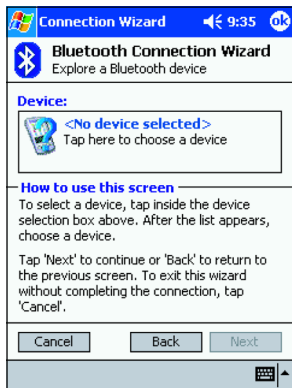 Connection Wizard 9:35 ok
Bluetooth Connection Wizard
Explore a Bluetooth device
Device:
<No device selected>
Tap here to choose a device
How to use this screen
To select a device, tap inside the device
selection box above. After the list appears,
choose a device.
Tap 'Next' to continue or 'Back' to return to
the previous screen. To exit this wizard
without completing the connection, tap
'Cancel'.
Cancel Back Next